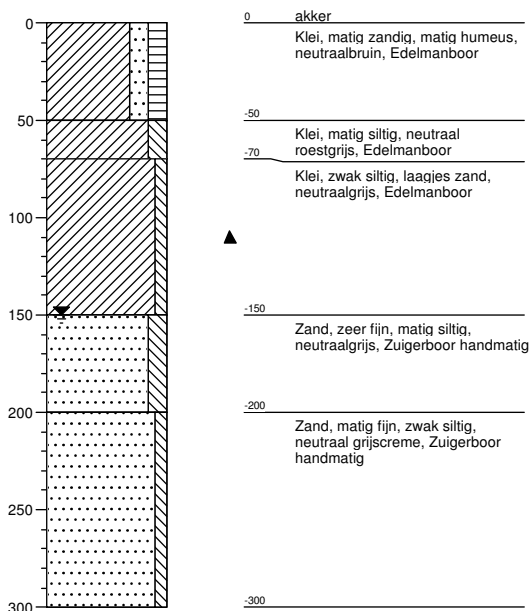 0
50
100
150
200
250
300
0 akker
Klei, matig zandig, matig humeus,
neutraalbruin, Edelmanboor
-50
Klei, matig siltig, neutraal
roestgrijs, Edelmanboor
-70
Klei, zwak siltig, laagjes zand,
neutraalgrijs, Edelmanboor
-150
Zand, zeer fijn, matig siltig,
neutraalgrijs, Zuigerboor handmatig
-200
Zand, matig fijn, zwak siltig,
neutraal grijscreme, Zuigerboor
handmatig
-300